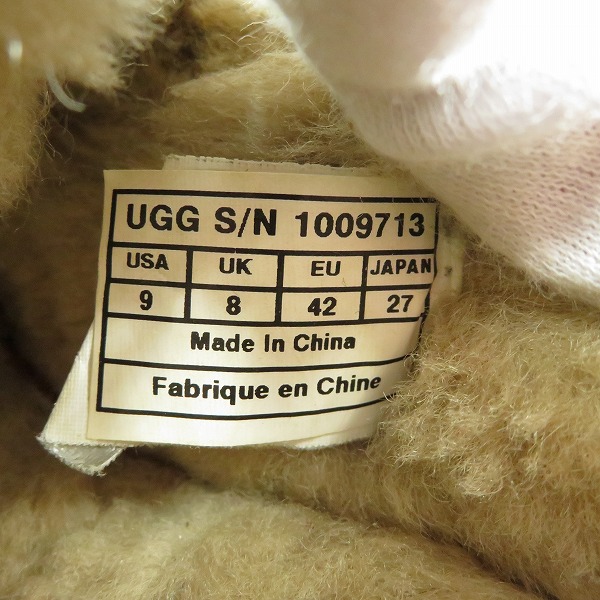 UGG S/N 1009713
USA UK EU JAPAN
9 8 42 27
Made In China
Fabrique en Chine